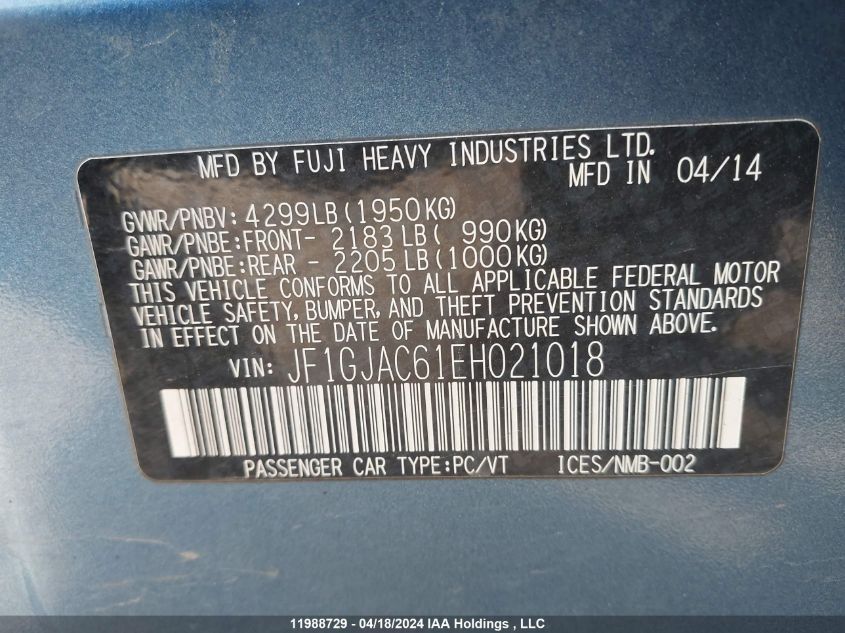 MFD BY FUJI HEAVY INDUSTRIES LTD.
MFD IN 04/14
GVWR/PNBV: 4299LB (1950KG)
GAWR/PNBE:FRONT- 2183 LB ( 990KG)
GAWR/PNBE:REAR - 2205 LB (1000KG)
THIS VEHICLE CONFORMS TO ALL APPLICABLE FEDERAL MOTOR
VEHICLE SAFETY, BUMPER, AND THEFT PREVENTION STANDARDS
IN EFFECT ON THE DATE OF MANUFACTURE SHOWN ABOVE.
VIN: JF1GJAC61EH021018
PASSENGER CAR TYPE:PC/VT ICES/NMB-002
11988729 - 04/18/2024 IAA Holdings , LLC